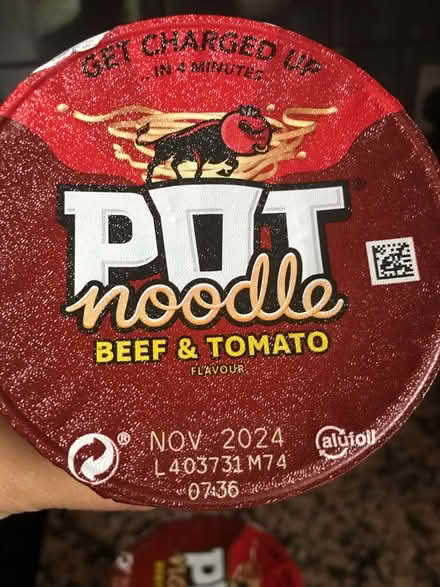 GET CHARGED UP
... IN 4 MINUTES
POT
noodle
BEEF & TOMATO
FLAVOUR
®
NOV 2024
alufoil
L403731M74
07:36